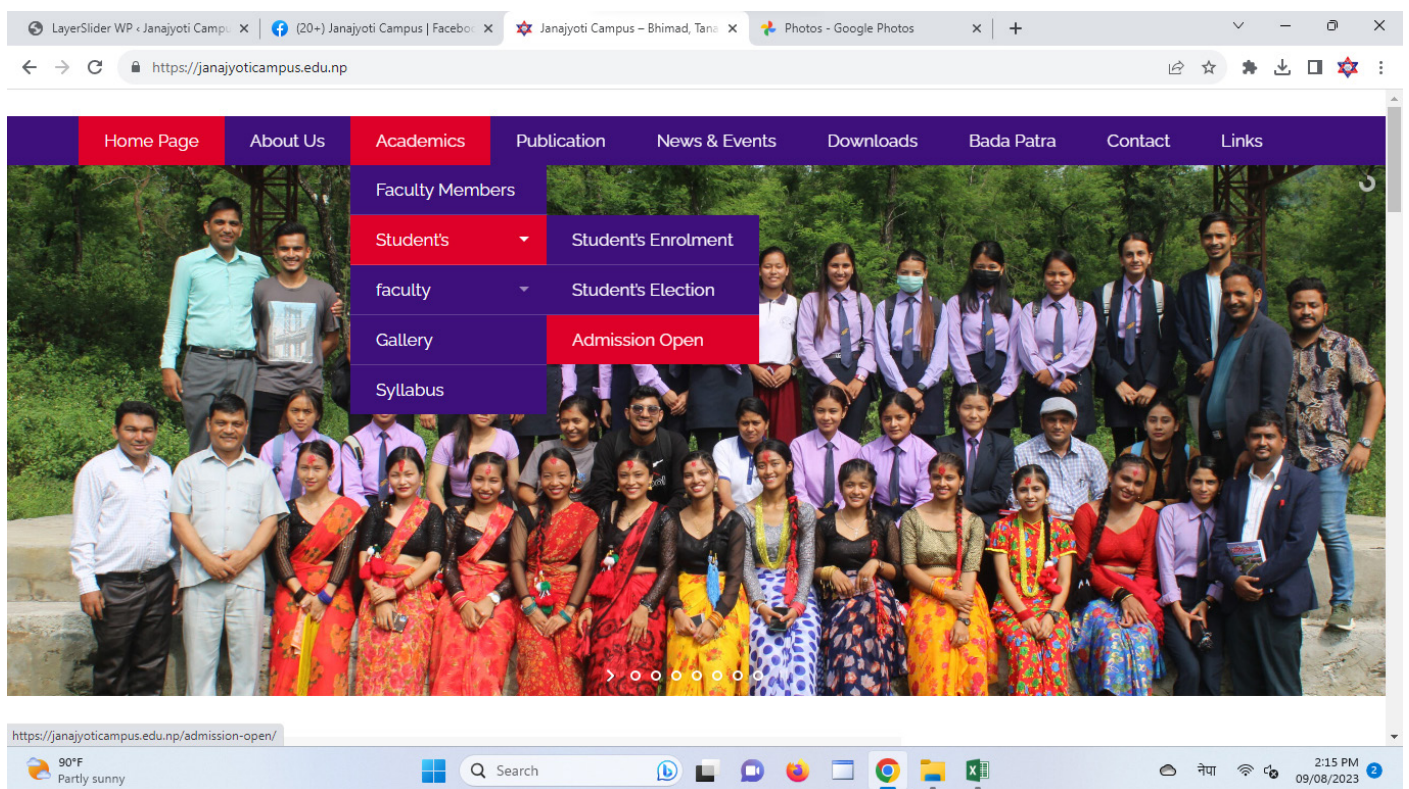 LayerSlider WP ‹ Janajyoti Campu
(20+) Janajyoti Campus | Faceboo
Janajyoti Campus – Bhimad, Tana
Photos - Google Photos
https://janajyoticampus.edu.np
Home Page About Us Academics Publication News & Events Downloads Bada Patra Contact Links
Faculty Members
Student's
Student's Enrolment
faculty
Student's Election
Gallery
Admission Open
Syllabus
https://janajyoticampus.edu.np/admission-open/
90°F
Partly sunny
Search
नेपा
2:15 PM
09/08/2023
2